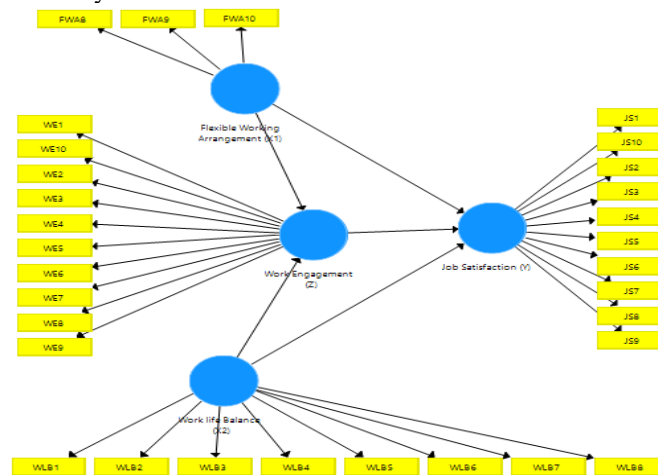 FWA8
FWA9
FWA10
Flexible Working
Arrangement (X1)
WE1
WE10
WE2
WE3
WE4
WE5
WE6
WE7
WE8
WE9
Work Engagement
(Z)
Job Satisfaction (Y)
JS1
JS10
JS2
JS3
JS4
JS5
JS6
JS7
JS8
JS9
Work life Balance
(X2)
WLB1
WLB2
WLB3
WLB4
WLB5
WLB6
WLB7
WLB8